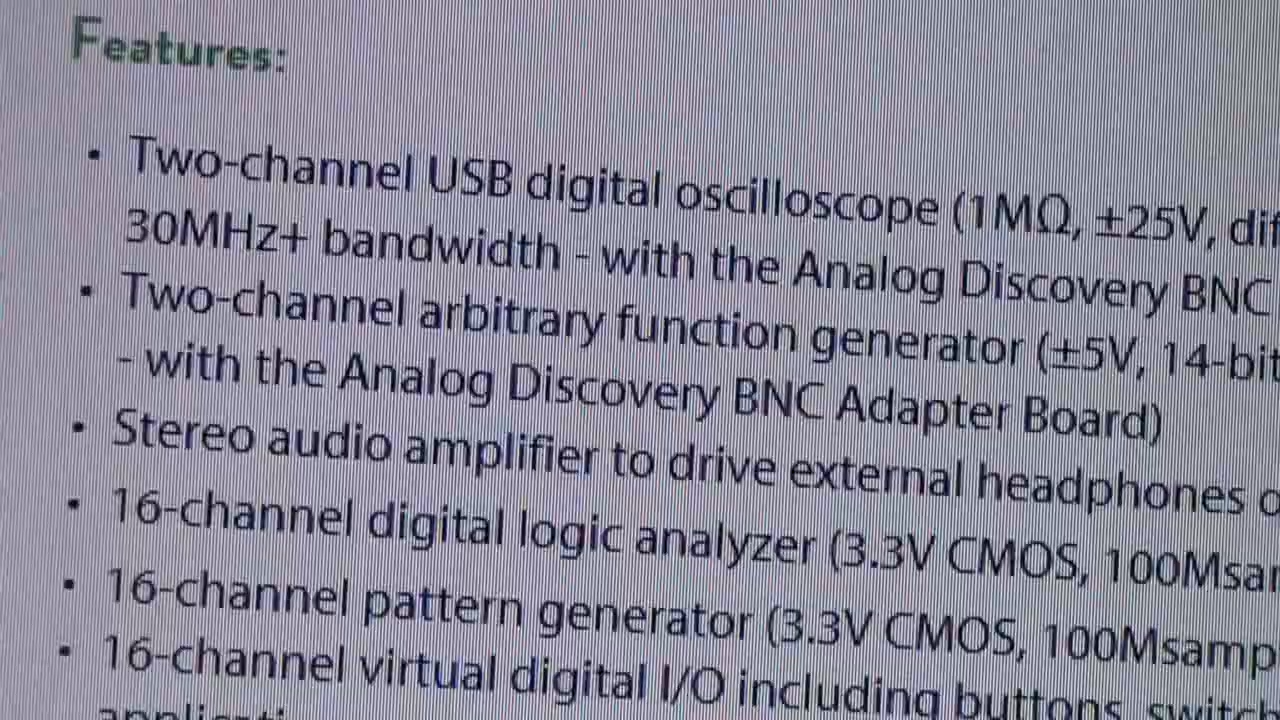 Features:
• Two-channel USB digital oscilloscope (1MΩ, ±25V,
30MHz+ bandwidth - with the Analog Discovery BNC
• Two-channel arbitrary function generator (±5V, 14-bit
- with the Analog Discovery BNC Adapter Board)
• Stereo audio amplifier to drive external headphones
• 16-channel digital logic analyzer (3.3V CMOS,
• 16-channel pattern generator (3.3V CMOS,
• 16-channel virtual digital I/O including buttons,